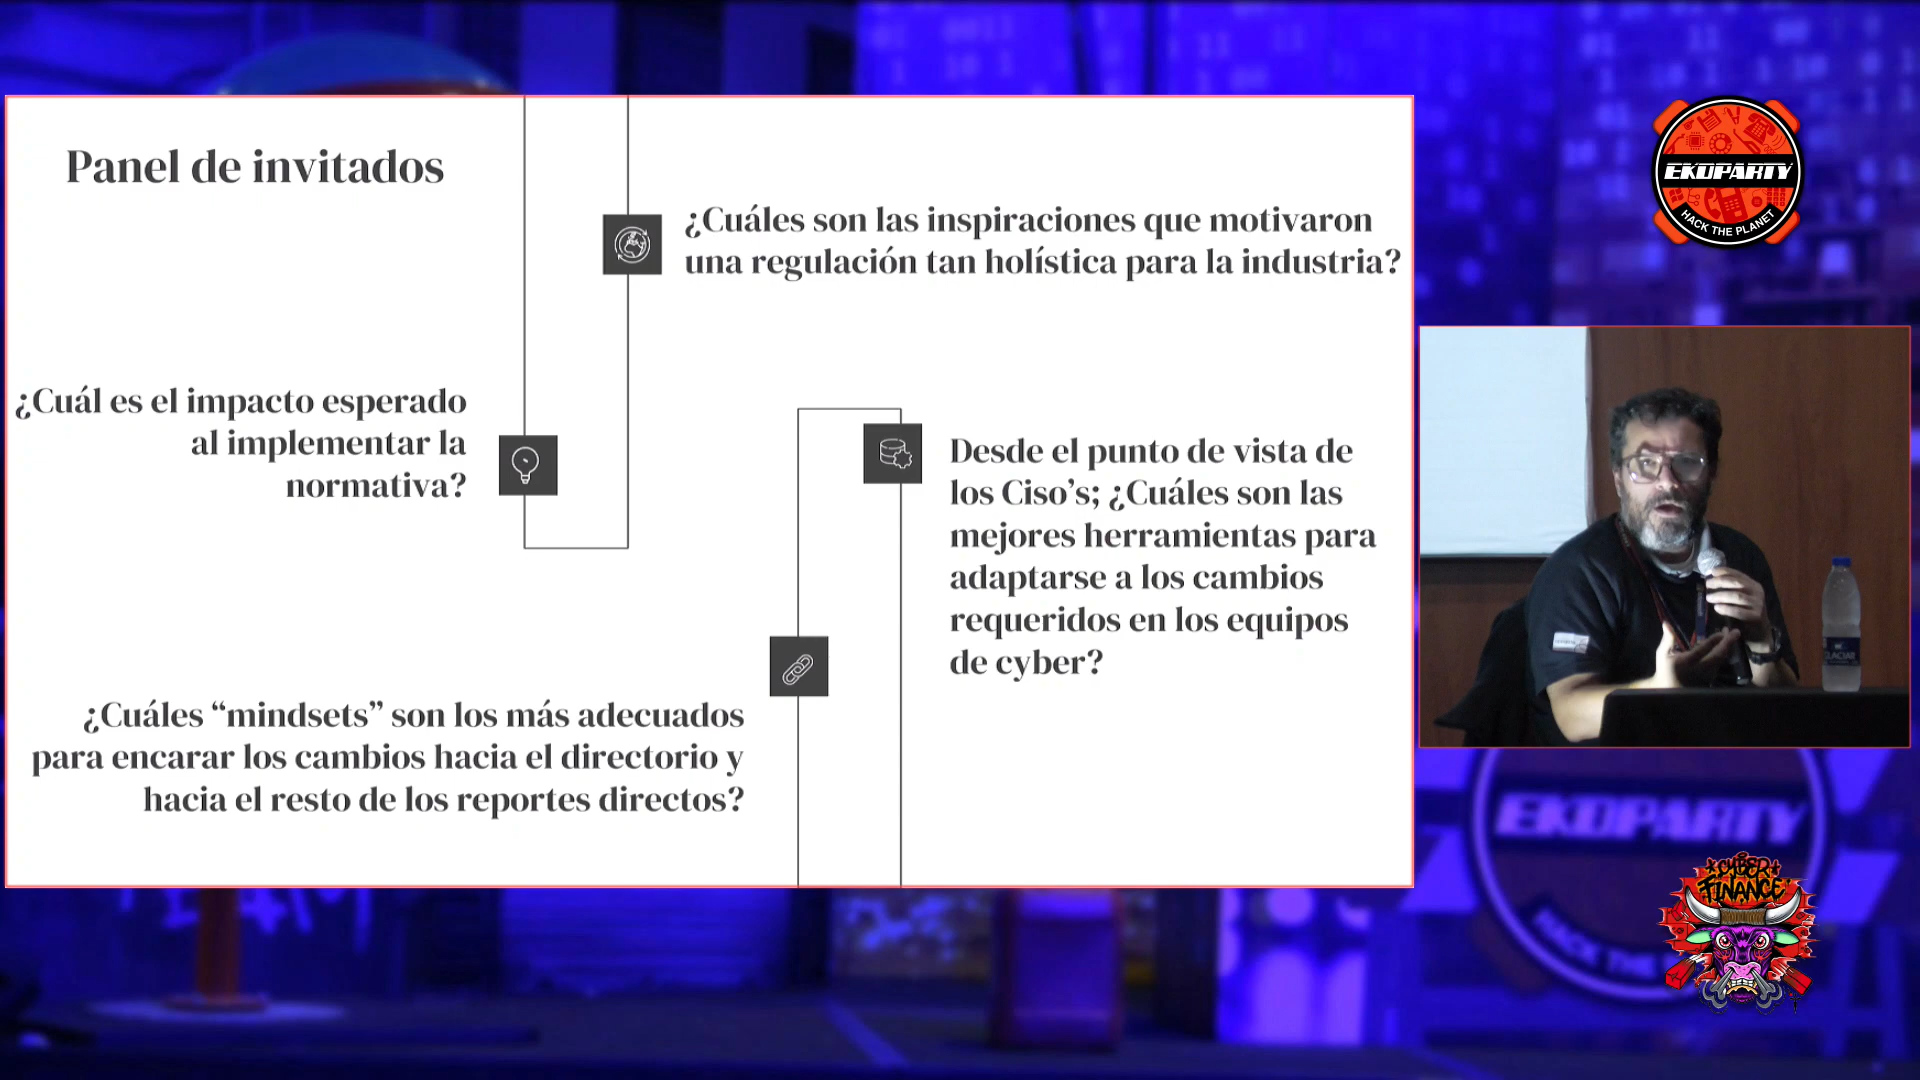 Panel de invitados
¿Cuáles son las inspiraciones que motivaron
una regulación tan holística para la industria?
¿Cuál es el impacto esperado
al implementar la
normativa?
Desde el punto de vista de
los Ciso’s; ¿Cuáles son las
mejores herramientas para
adaptarse a los cambios
requeridos en los equipos
de cyber?
¿Cuáles “mindsets” son los más adecuados
para encarar los cambios hacia el directorio y
hacia el resto de los reportes directos?
EKOPARTY
HACK THE PLANET
GLACIAR
EKOPARTY
HACK THE
CYBER
FINANCE